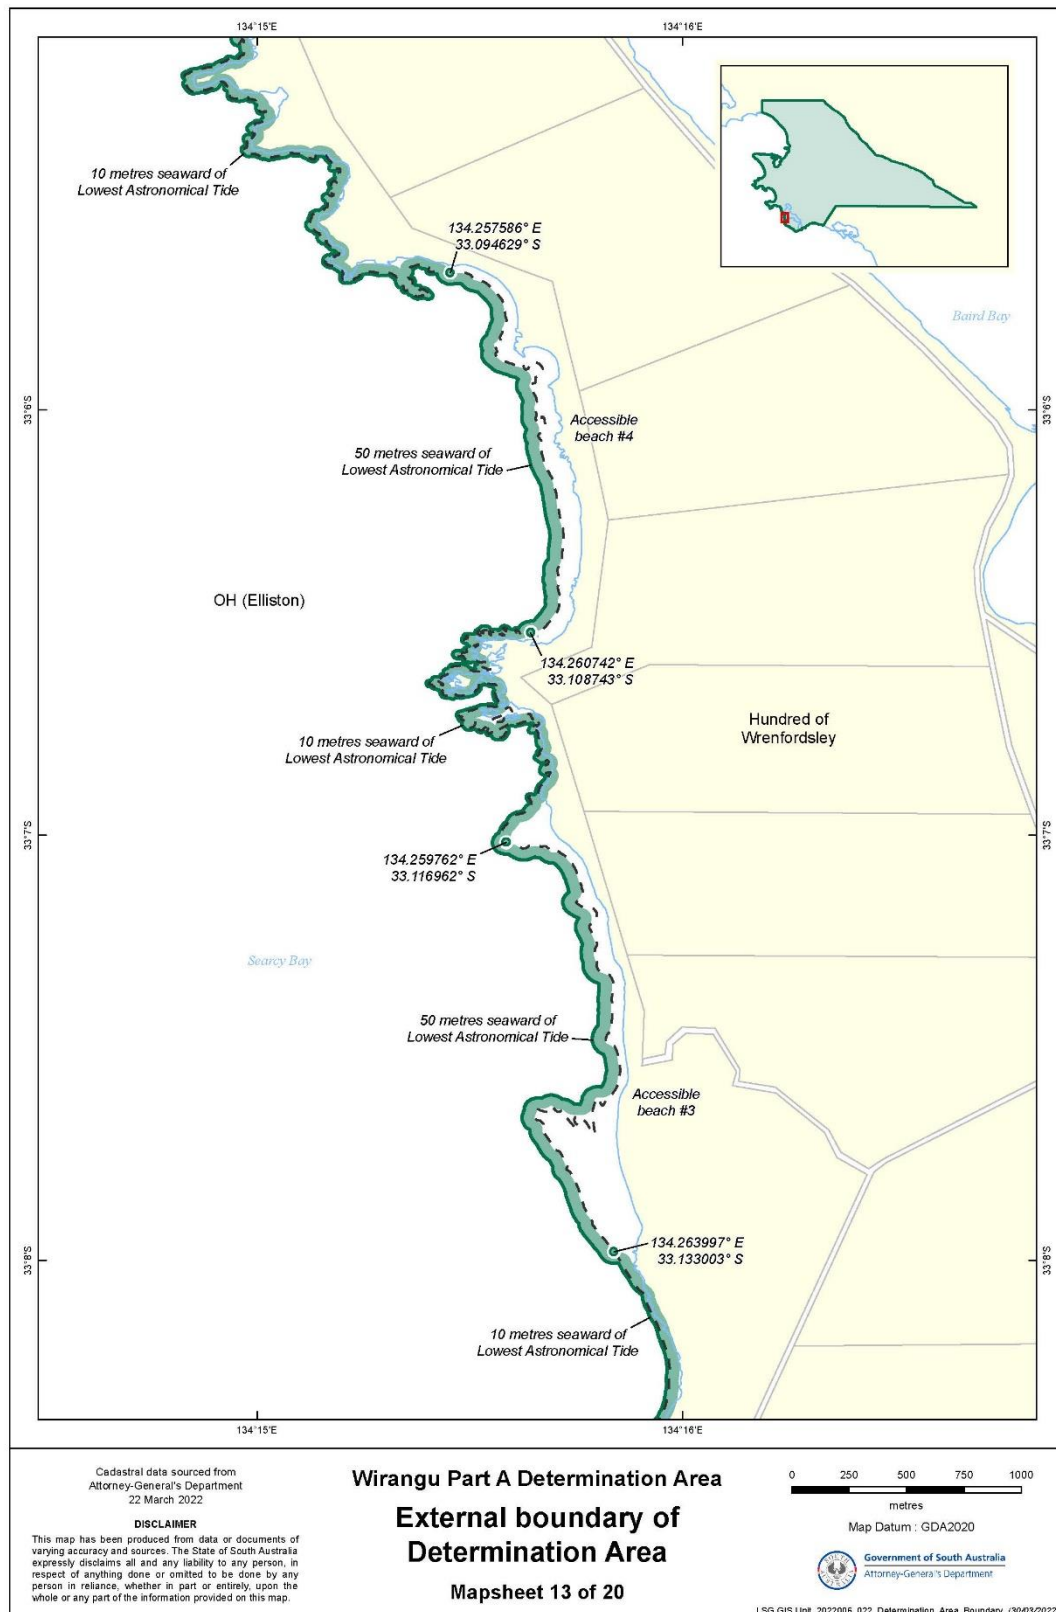 134°15'E
134°16'E
10 metres seaward of
Lowest Astronomical Tide
134.257586° E
33.094629° S
Baird Bay
33°6'S
33°6'S
Accessible
beach #4
50 metres seaward of
Lowest Astronomical Tide
OH (Elliston)
134.260742° E
33.108743° S
Hundred of
Wrenfordsley
10 metres seaward of
Lowest Astronomical Tide
33°7'S
33°7'S
134.259762° E
33.116962° S
Searcy Bay
50 metres seaward of
Lowest Astronomical Tide
Accessible
beach #3
134.263997° E
33.133003° S
33°8'S
33°8'S
10 metres seaward of
Lowest Astronomical Tide
134°15'E
134°16'E
Cadastral data sourced from
Attorney-General's Department
22 March 2022
DISCLAIMER
This map has been produced from data or documents of
varying accuracy and sources. The State of South Australia
expressly disclaims all and any liability to any person, in
respect of anything done or omitted to be done by any
person in reliance, whether in part or entirely, upon the
whole or any part of the information provided on this map.
Wirangu Part A Determination Area
External boundary of
Determination Area
Mapsheet 13 of 20
0 250 500 750 1000
metres
Map Datum : GDA2020
Government of South Australia
Attorney-General's Department
LSG GIS Unit 2022006_022_Determination_Area_Boundary (30/03/2022